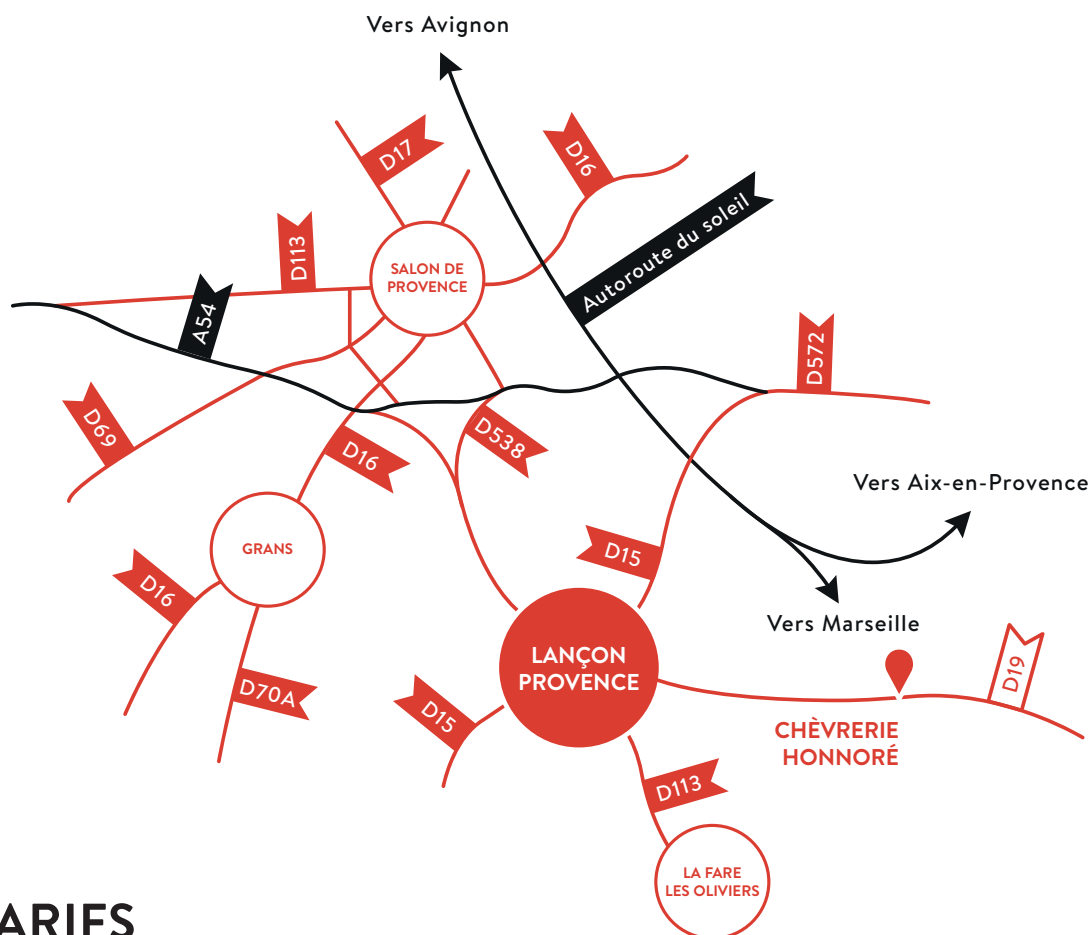 Vers Avignon
D17
D16
Autoroute du soleil
D113
SALON DE
PROVENCE
A54
D572
D69
D16
D538
Vers Aix-en-Provence
GRANS
D15
D16
Vers Marseille
LANÇON
PROVENCE
D19
D70A
D15
CHÈVRERIE
HONNORÉ
D113
LA FARE
LES OLIVIERS
ARIFS